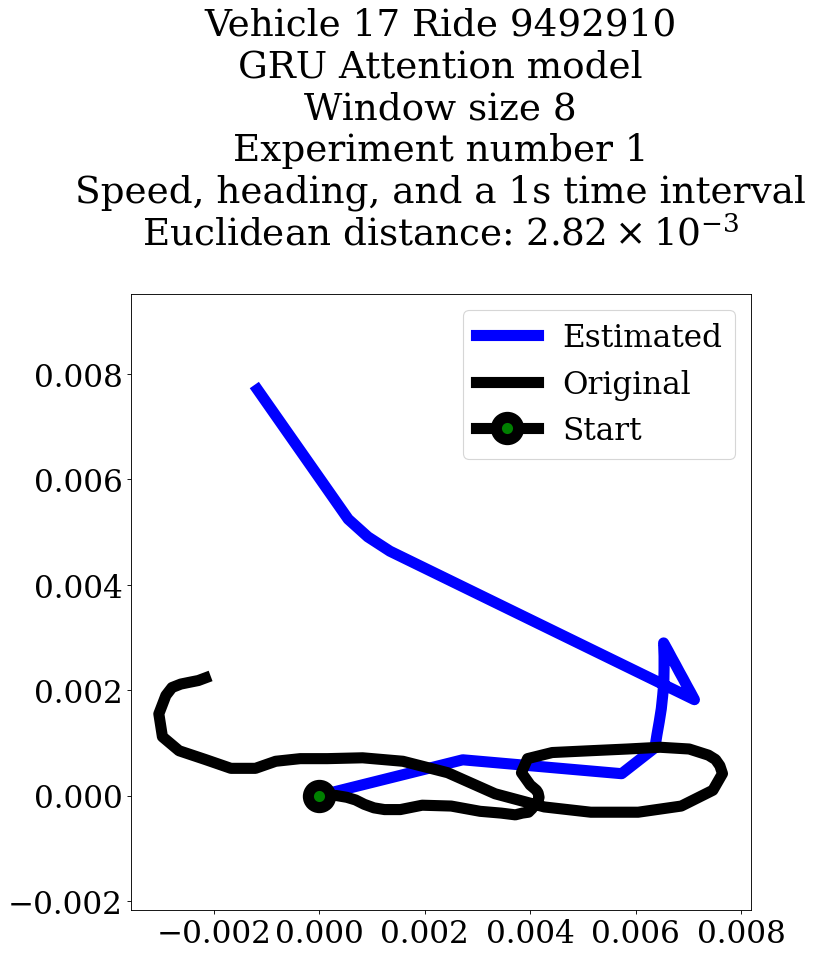 Vehicle 17 Ride 9492910
GRU Attention model
Window size 8
Experiment number 1
Speed, heading, and a 1s time interval
Euclidean distance: 2.82 × 10⁻³
Estimated
Original
Start
0.008
0.006
0.004
0.002
0.000
−0.002
−0.002 0.000 0.002 0.004 0.006 0.008